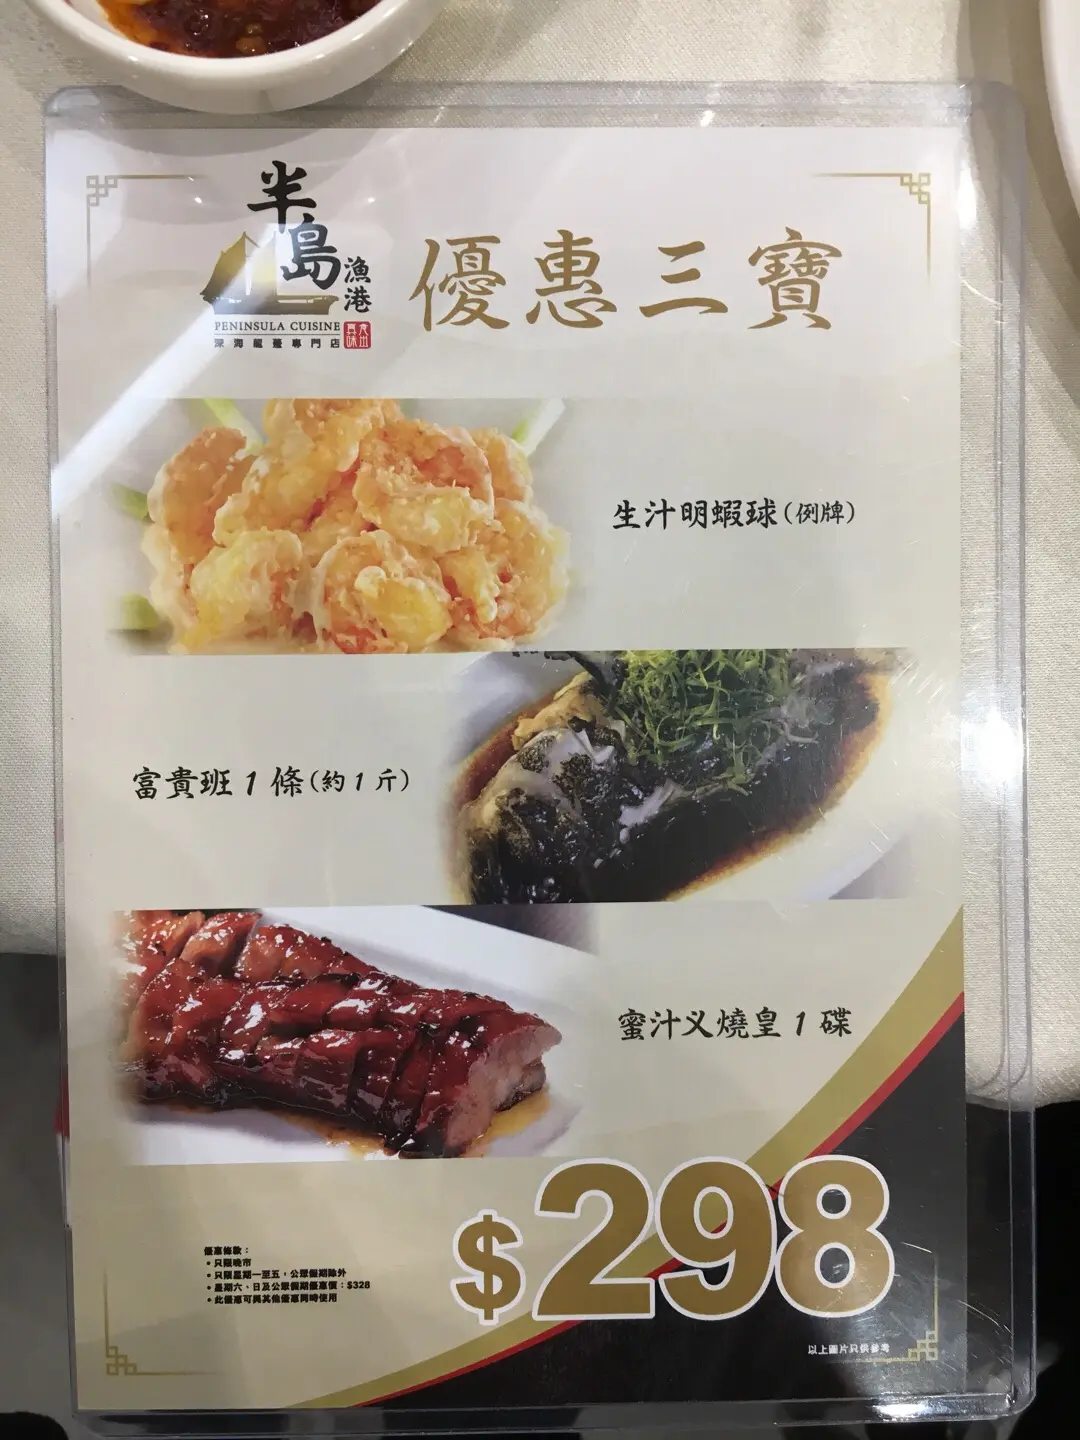 半島
漁港
PENINSULA CUISINE
深海龍躉專門店
優惠三寶
生汁明蝦球(例牌)
富貴班1條(約1斤)
蜜汁义燒皇1碟
$298
優惠條款：
•只限晚市
•只限星期一至五，公眾假期除外
•星期六、日及公眾假期優惠價：$328
•此優惠可與其他優惠同時使用
以上圖片只供參考